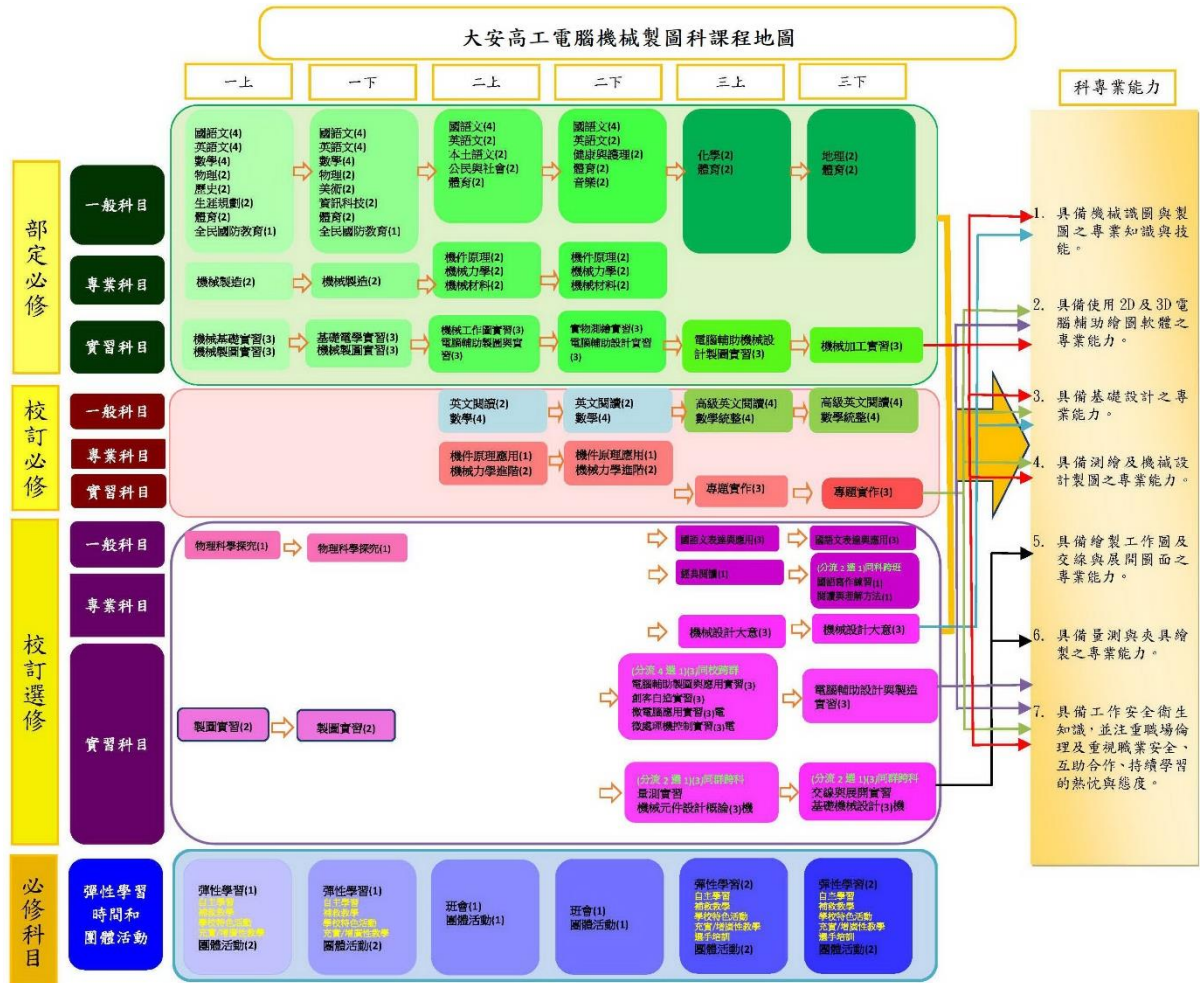 大安高工電腦機械製圖科課程地圖
一上
一下
二上
二下
三上
三下
科專業能力
部定必修
一般科目
國語文(4)
英語文(4)
數學(4)
物理(2)
歷史(2)
生涯規劃(2)
體育(2)
全民國防教育(1)
國語文(4)
英語文(4)
數學(4)
物理(2)
美術(2)
資訊科技(2)
體育(2)
全民國防教育(1)
國語文(4)
英語文(2)
本土語文(2)
公民與社會(2)
體育(2)
國語文(4)
英語文(2)
健康與護理(2)
體育(2)
音樂(2)
化學(2)
體育(2)
地理(2)
體育(2)
專業科目
機械製造(2)
機械製造(2)
機件原理(2)
機械力學(2)
機械材料(2)
機件原理(2)
機械力學(2)
機械材料(2)
實習科目
機械基礎實習(3)
機械製圖實習(3)
基礎電學實習(3)
機械製圖實習(3)
機械工作圖實習(3)
電腦輔助製圖與實
習(3)
實物測繪實習(3)
電腦輔助設計實習
(3)
電腦輔助機械設
計製圖實習(3)
機械加工實習(3)
校訂必修
一般科目
英文閱讀(2)
數學(4)
英文閱讀(2)
數學(4)
高級英文閱讀(4)
數學統整(4)
高級英文閱讀(4)
數學統整(4)
專業科目
機件原理應用(1)
機械力學進階(2)
機件原理應用(1)
機械力學進階(2)
實習科目
專題實作(3)
專題實作(3)
校訂選修
一般科目
物理科學探究(1)
物理科學探究(1)
國語文表達與應用(3)
國語文表達與應用(3)
專業科目
經典閱讀(1)
(分流 2 選 1)同科跨班
國語寫作練習(1)
閱讀與理解方法(1)
機械設計大意(3)
機械設計大意(3)
實習科目
(分流 4 選 1)(3)同校跨群
電腦輔助製圖與應用實習(3)
創客自造實習(3)
微電腦應用實習(3)電
微處理機控制實習(3)電
電腦輔助設計與製造
實習(3)
製圖實習(2)
製圖實習(2)
(分流 2 選 1)(3)同群跨科
量測實習
機械元件設計概論(3)機
(分流 2 選 1)(3)同群跨科
交線與展開實習
基礎機械設計(3)機
必修科目
彈性學習
時間和
團體活動
彈性學習(1)
自主學習
補救教學
學校特色活動
充實/增廣性教學
團體活動(2)
彈性學習(1)
自主學習
補救教學
學校特色活動
充實/增廣性教學
團體活動(2)
班會(1)
團體活動(1)
班會(1)
團體活動(1)
彈性學習(2)
自主學習
補救教學
學校特色活動
充實/增廣性教學
選手培訓
團體活動(2)
彈性學習(2)
自主學習
補救教學
學校特色活動
充實/增廣性教學
選手培訓
團體活動(2)
1. 具備機械識圖與製
圖之專業知識與技
能。
2. 具備使用 2D 及 3D 電
腦輔助繪圖軟體之
專業能力。
3. 具備基礎設計之專
業能力。
4. 具備測繪及機械設
計製圖之專業能力。
5. 具備繪製工作圖及
交線與展開圖面之
專業能力。
6. 具備量測與夾具繪
製之專業能力。
7. 具備工作安全衛生
知識,並注重職場倫
理及重視職業安全、
互助合作、持續學習
的熱忱與態度。